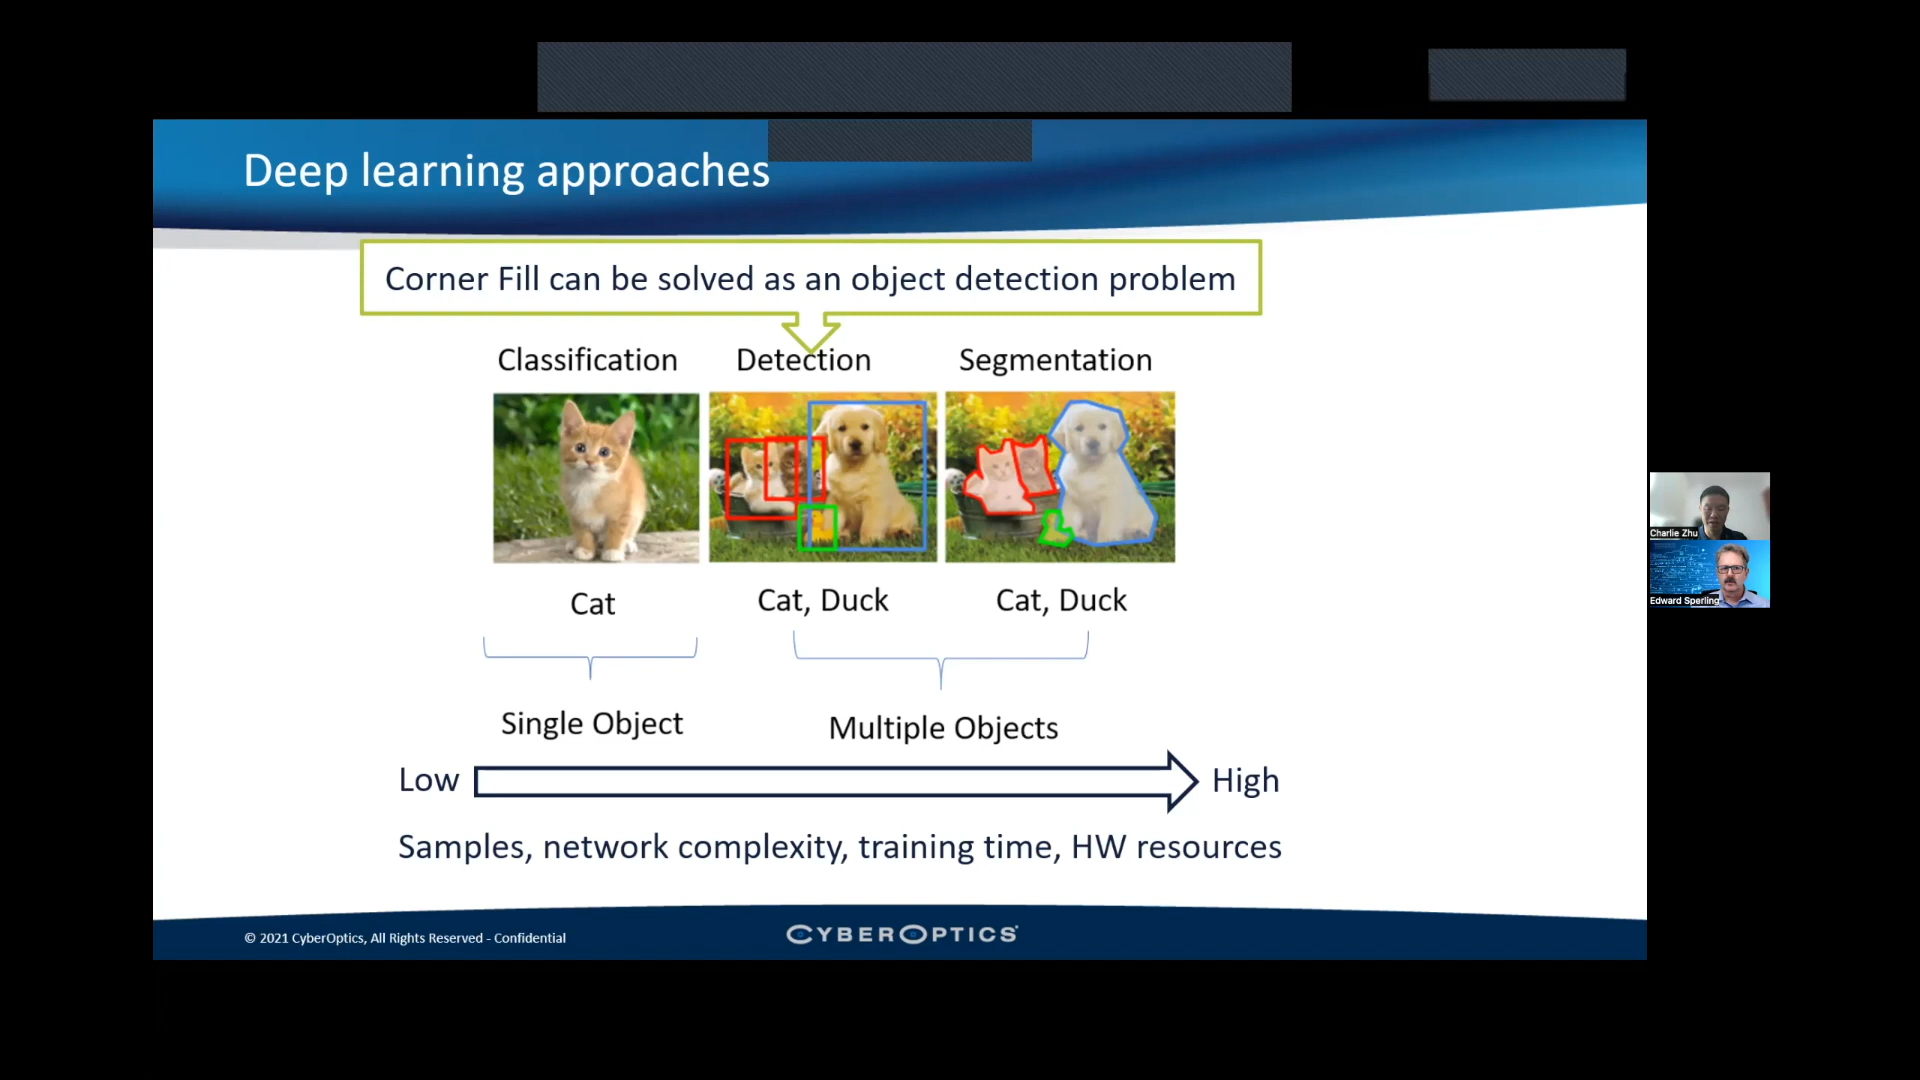 Deep learning approaches
Corner Fill can be solved as an object detection problem
Classification
Detection
Segmentation
Cat
Cat, Duck
Cat, Duck
Single Object
Multiple Objects
Low
High
Samples, network complexity, training time, HW resources
Charlie Zhu
Edward Sperling
© 2021 CyberOptics, All Rights Reserved - Confidential
CYBEROPTICS